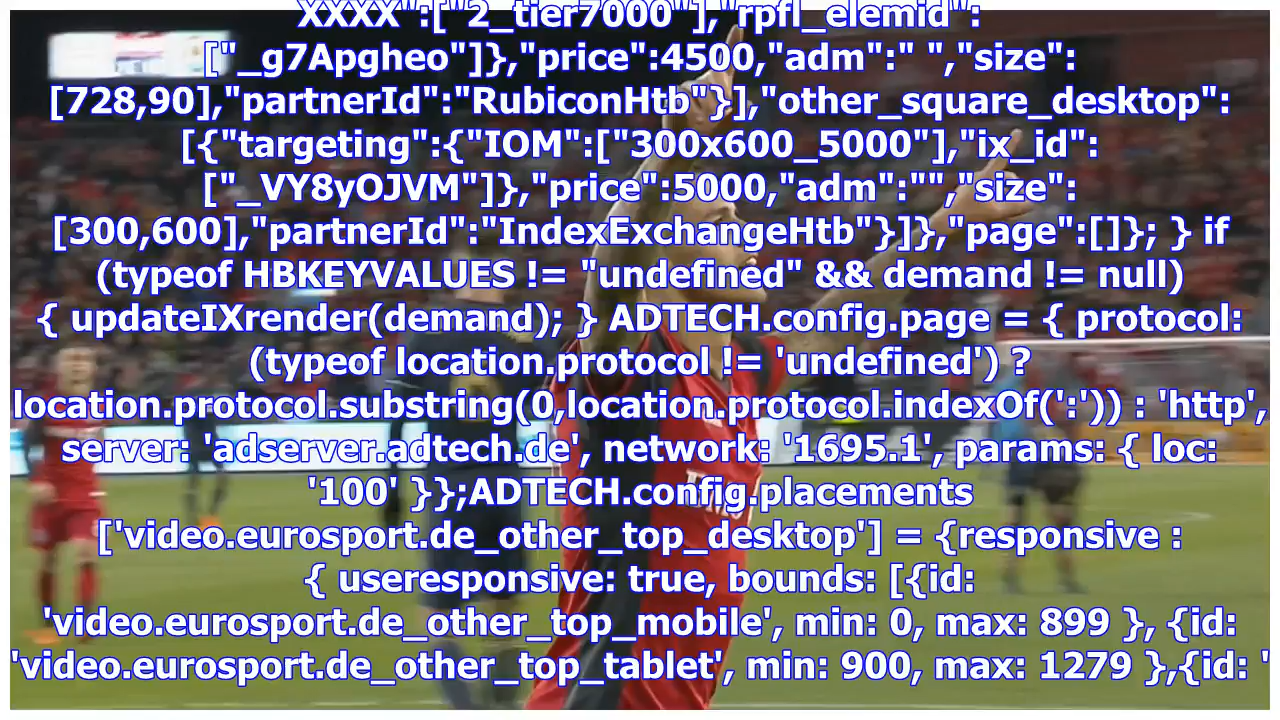 XXXX":["2_tier7000"],"rpfl_elemid":
["_g7Apgheo"]},"price":4500,"adm":" ","size":
[728,90],"partnerId":"RubiconHtb"}],"other_square_desktop":
[{"targeting":{"IOM":["300x600_5000"],"ix_id":
["_VY8yOJVM"]},"price":5000,"adm":"","size":
[300,600],"partnerId":"IndexExchangeHtb"}]},"page":[]}; } if
(typeof HBKEYVALUES != "undefined" && demand != null)
{ updateIXrender(demand); } ADTECH.config.page = { protocol:
(typeof location.protocol != 'undefined') ?
location.protocol.substring(0,location.protocol.indexOf(':')) : 'http',
server: 'adserver.adtech.de', network: '1695.1', params: { loc:
'100' }};ADTECH.config.placements
['video.eurosport.de_other_top_desktop'] = {responsive :
{ useresponsive: true, bounds: [{id:
'video.eurosport.de_other_top_mobile', min: 0, max: 899 }, {id:
'video.eurosport.de_other_top_tablet', min: 900, max: 1279 },{id: '